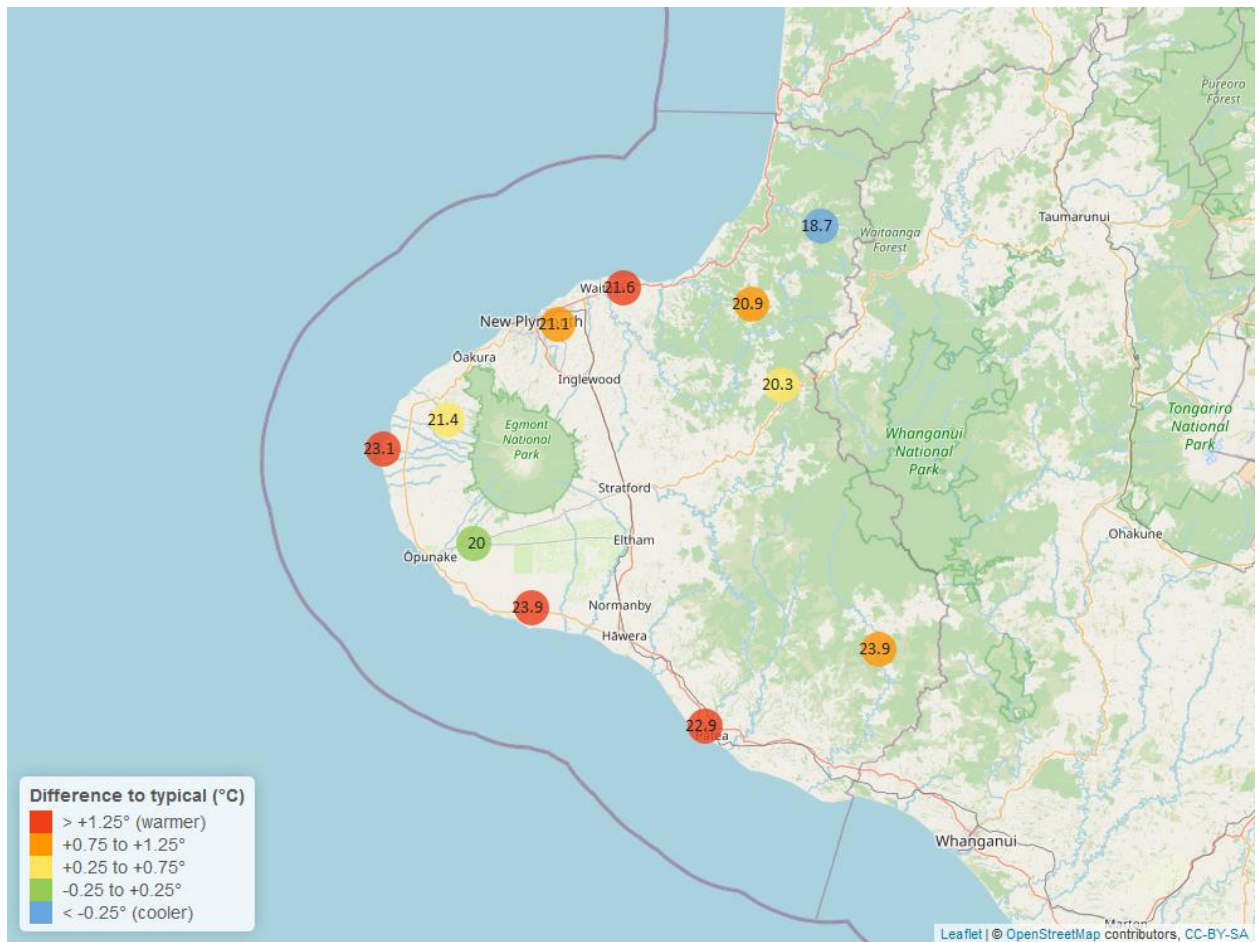 Pureora
Forest
Taumarunui
18.7
Waitaanga
Forest
21.6
20.9
New Plymouth
21.1
Ōakura
Inglewood
20.3
21.4
Egmont
National
Park
Tongariro
National
Park
Whanganui
National
Park
23.1
Stratford
Ohakune
20
Eltham
Ōpunake
23.9
Normanby
Hāwera
23.9
22.9
Patea
Whanganui
Marton
Difference to typical (°C)
> +1.25° (warmer)
+0.75 to +1.25°
+0.25 to +0.75°
-0.25 to +0.25°
< -0.25° (cooler)
Leaflet | © OpenStreetMap contributors, CC-BY-SA